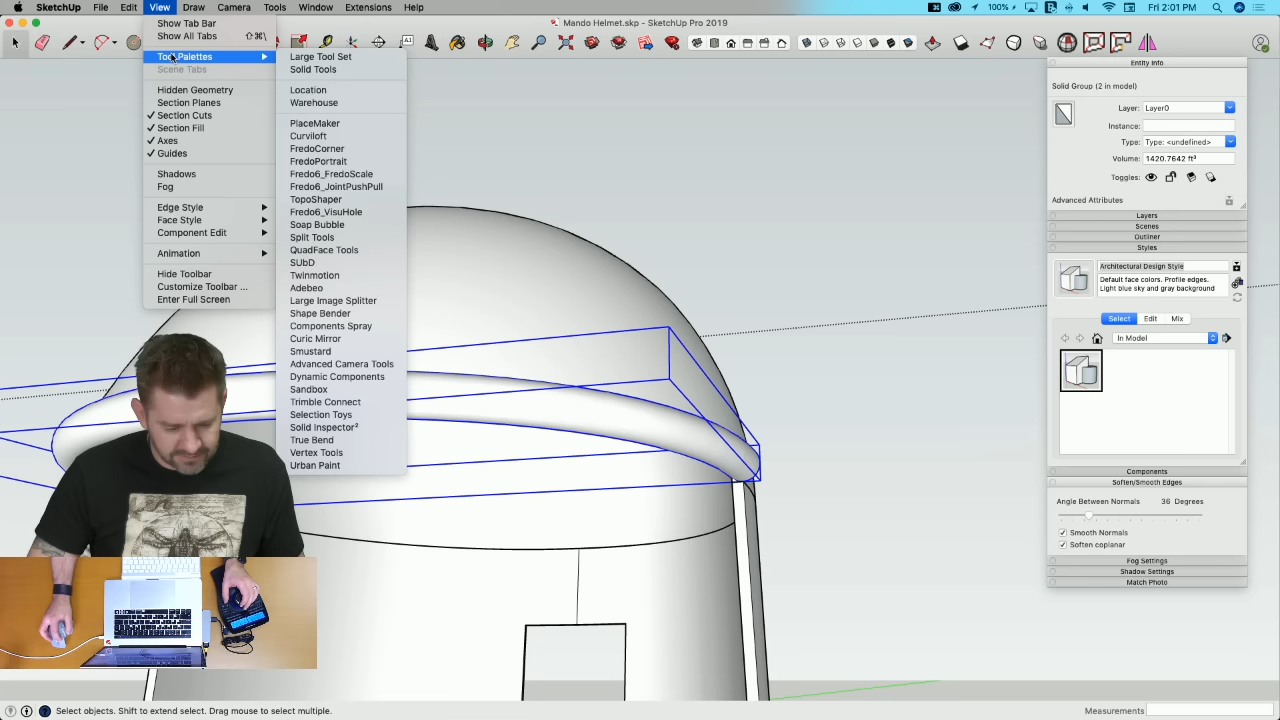 SketchUp File Edit View Draw Camera Tools Window Extensions Help
100% Fri 2:01 PM
Mando Helmet.skp - SketchUp Pro 2019
Show Tab Bar
Show All Tabs ⇧⌘\
Tool Palettes
Scene Tabs
Hidden Geometry
Section Planes
✓ Section Cuts
✓ Section Fill
✓ Axes
✓ Guides
Shadows
Fog
Edge Style
Face Style
Component Edit
Animation
Hide Toolbar
Customize Toolbar ...
Enter Full Screen
Large Tool Set
Solid Tools
Location
Warehouse
PlaceMaker
Curviloft
FredoCorner
FredoPortrait
Fredo6_FredoScale
Fredo6_JointPushPull
TopoShaper
Fredo6_VisuHole
Soap Bubble
Split Tools
QuadFace Tools
SUbD
Twinmotion
Adebeo
Large Image Splitter
Shape Bender
Components Spray
Curic Mirror
Smustard
Advanced Camera Tools
Dynamic Components
Sandbox
Trimble Connect
Selection Toys
Solid Inspector²
True Bend
Vertex Tools
Urban Paint
Entity Info
Solid Group (2 in model)
Layer: Layer0
Instance:
Type: Type: <undefined>
Volume: 1420.7642 ft³
Toggles:
Advanced Attributes
Layers
Scenes
Outliner
Styles
Architectural Design Style
Default face colors. Profile edges.
Light blue sky and gray background
Select Edit Mix
In Model
Components
Soften/Smooth Edges
Angle Between Normals 36 Degrees
Smooth Normals
Soften coplanar
Fog Settings
Shadow Settings
Match Photo
Select objects. Shift to extend select. Drag mouse to select multiple.
Measurements